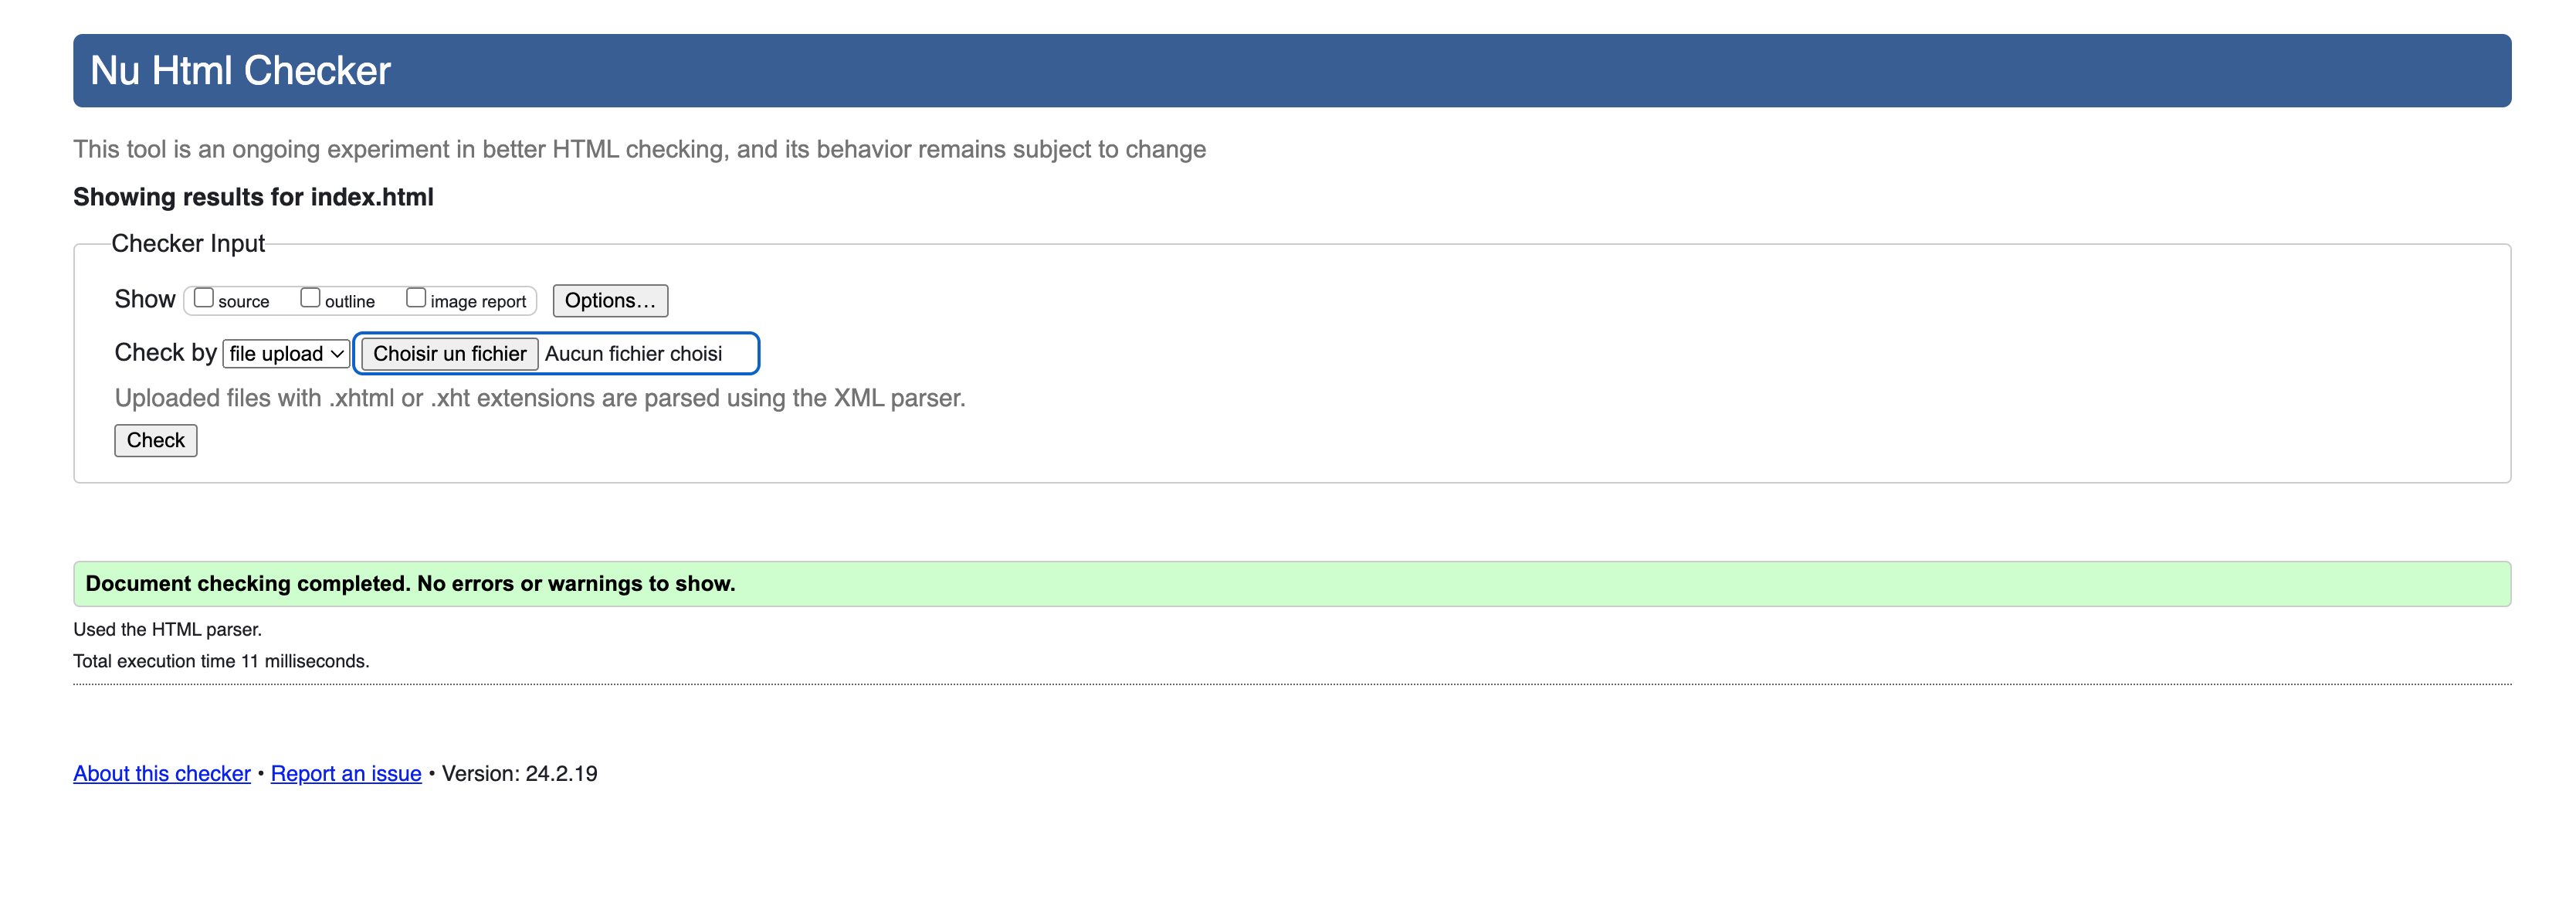 Nu Html Checker
This tool is an ongoing experiment in better HTML checking, and its behavior remains subject to change
Showing results for index.html
Checker Input
Show source outline image report Options…
Check by file upload Choisir un fichier Aucun fichier choisi
Uploaded files with .xhtml or .xht extensions are parsed using the XML parser.
Check
Document checking completed. No errors or warnings to show.
Used the HTML parser.
Total execution time 11 milliseconds.
About this checker • Report an issue • Version: 24.2.19